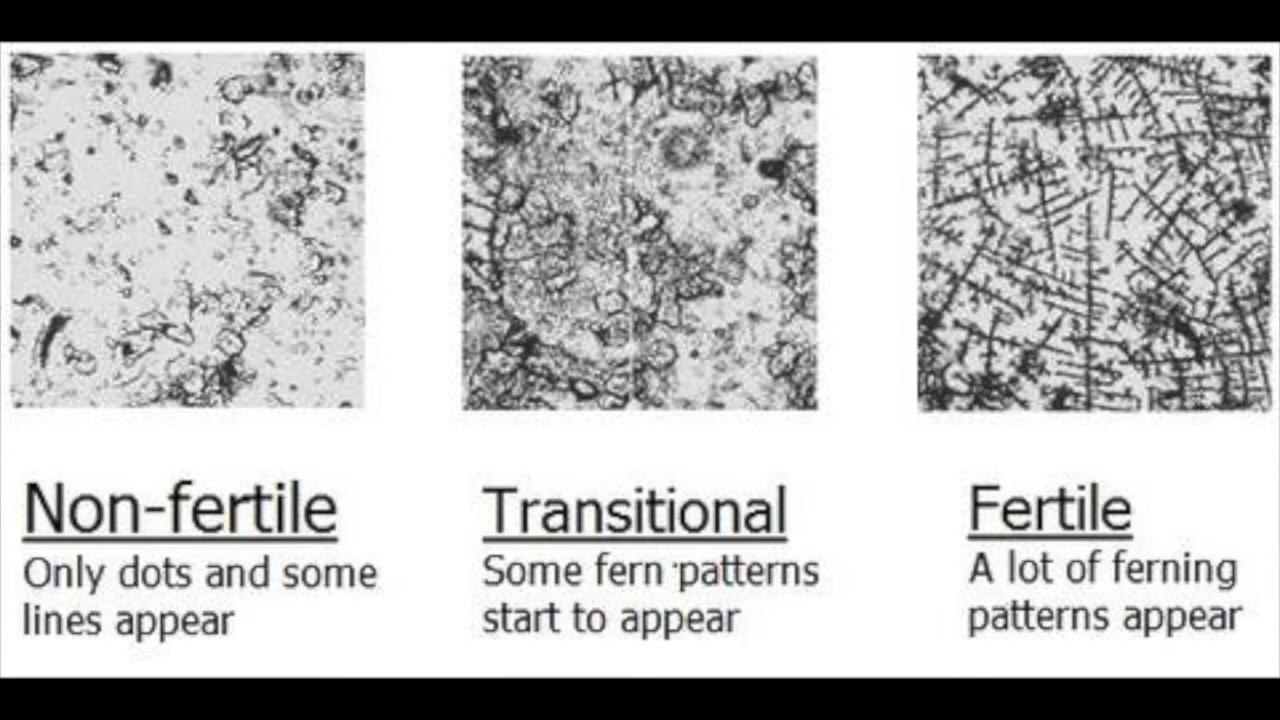 Non-fertile
Only dots and some
lines appear
Transitional
Some fern patterns
start to appear
Fertile
A lot of ferning
patterns appear